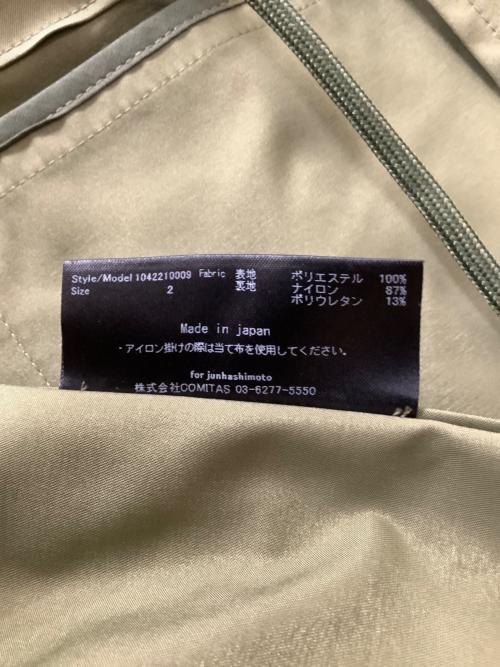 Style/Model 1042210009 Fabric 表地 ポリエステル 100%
Size 2 裏地 ナイロン 87%
ポリウレタン 13%
Made in japan
・アイロン掛けの際は当て布を使用してください。
for junhashimoto
株式会社COMITAS 03-6277-5550